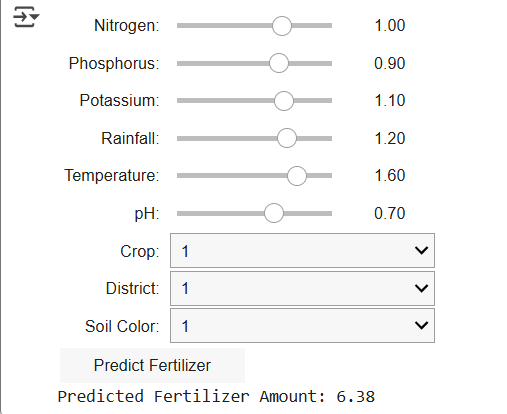 Nitrogen: 1.00
Phosphorus: 0.90
Potassium: 1.10
Rainfall: 1.20
Temperature: 1.60
pH: 0.70
Crop: 1
District: 1
Soil Color: 1
Predict Fertilizer
Predicted Fertilizer Amount: 6.38